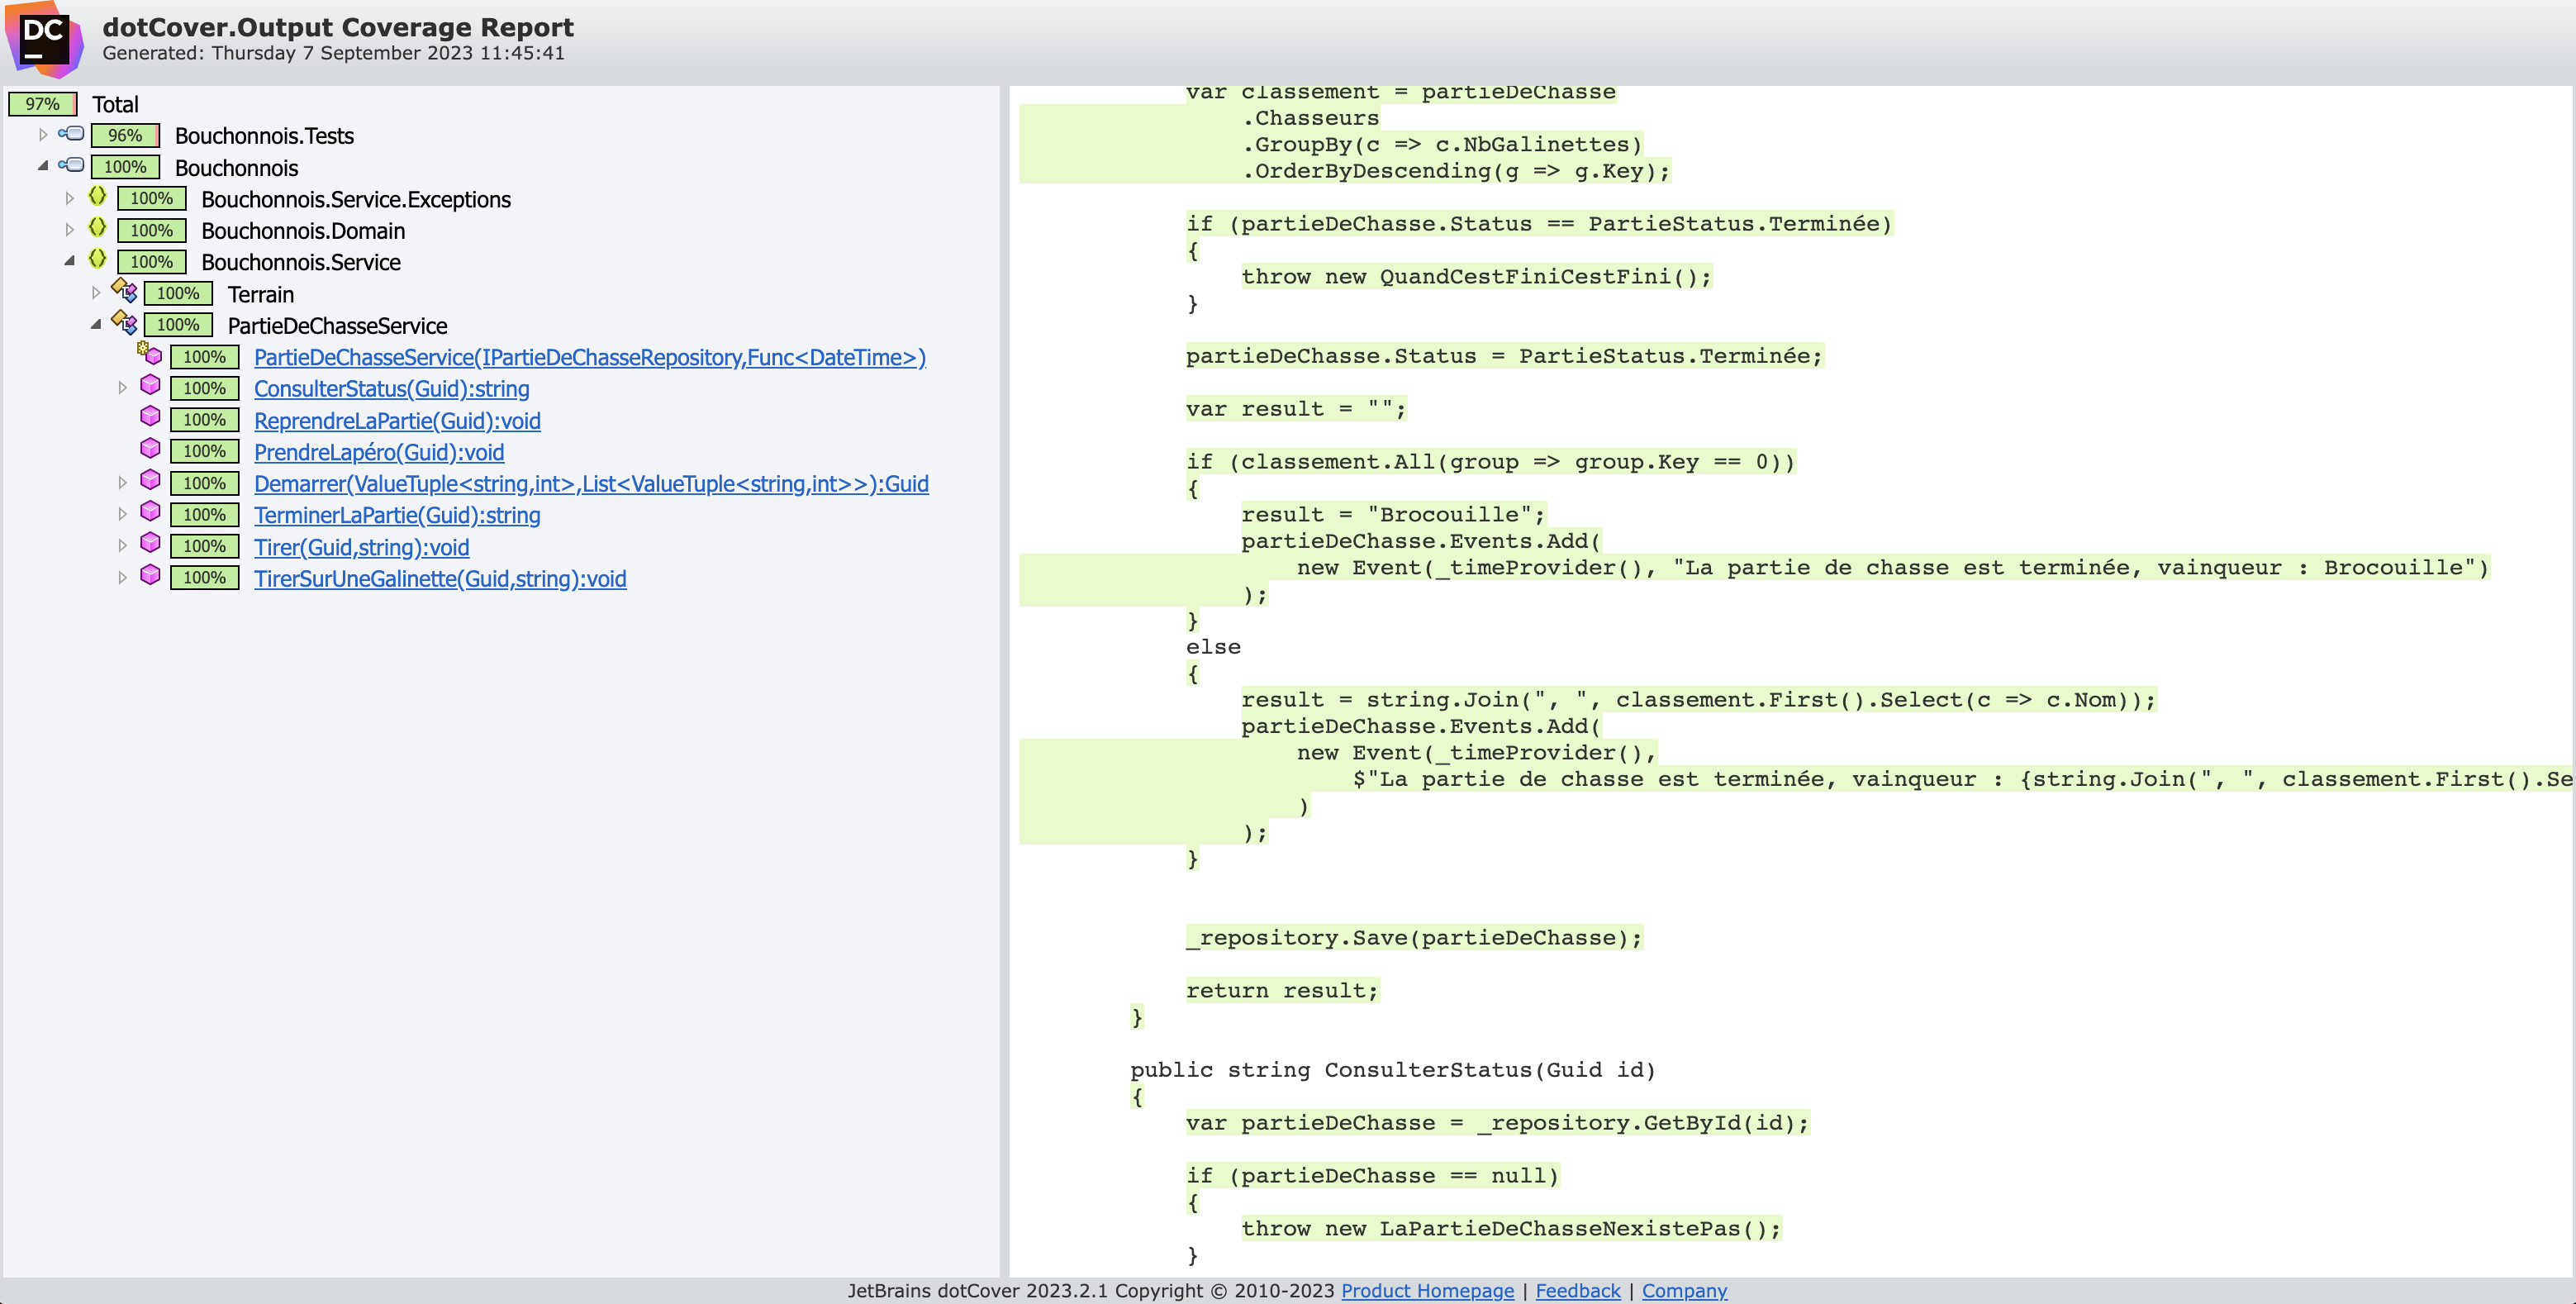 DC
dotCover.Output Coverage Report
Generated: Thursday 7 September 2023 11:45:41
97% Total
96% Bouchonnois.Tests
100% Bouchonnois
100% Bouchonnois.Service.Exceptions
100% Bouchonnois.Domain
100% Bouchonnois.Service
100% Terrain
100% PartieDeChasseService
100% PartieDeChasseService(IPartieDeChasseRepository,Func<DateTime>)
100% ConsulterStatus(Guid):string
100% ReprendreLaPartie(Guid):void
100% PrendreLapéro(Guid):void
100% Demarrer(ValueTuple<string,int>,List<ValueTuple<string,int>>):Guid
100% TerminerLaPartie(Guid):string
100% Tirer(Guid,string):void
100% TirerSurUneGalinette(Guid,string):void
var classement = partieDeChasse
.Chasseurs
.GroupBy(c => c.NbGalinettes)
.OrderByDescending(g => g.Key);
if (partieDeChasse.Status == PartieStatus.Terminée)
{
throw new QuandCestFiniCestFini();
}
partieDeChasse.Status = PartieStatus.Terminée;
var result = "";
if (classement.All(group => group.Key == 0))
{
result = "Brocouille";
partieDeChasse.Events.Add(
new Event(_timeProvider(), "La partie de chasse est terminée, vainqueur : Brocouille")
);
}
else
{
result = string.Join(", ", classement.First().Select(c => c.Nom));
partieDeChasse.Events.Add(
new Event(_timeProvider(),
$"La partie de chasse est terminée, vainqueur : {string.Join(", ", classement.First().Se
)
);
}
_repository.Save(partieDeChasse);
return result;
}
public string ConsulterStatus(Guid id)
{
var partieDeChasse = _repository.GetById(id);
if (partieDeChasse == null)
{
throw new LaPartieDeChasseNexistePas();
}
JetBrains dotCover 2023.2.1 Copyright © 2010-2023 Product Homepage | Feedback | Company